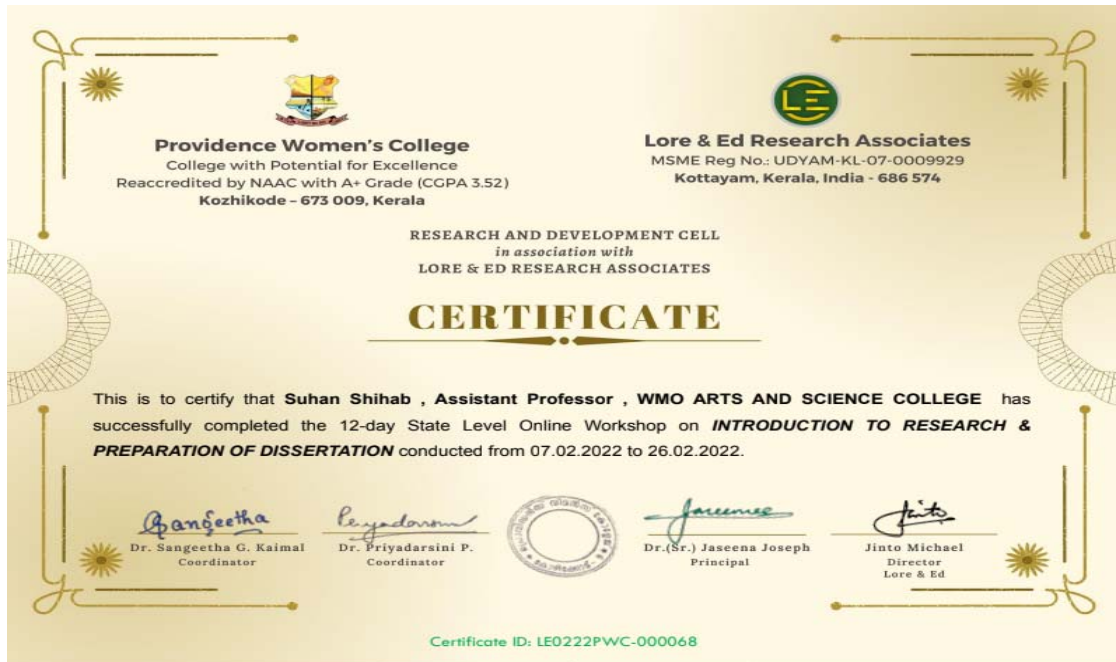 Providence Women's College
College with Potential for Excellence
Reaccredited by NAAC with A+ Grade (CGPA 3.52)
Kozhikode – 673 009, Kerala
LE
Lore & Ed Research Associates
MSME Reg No.: UDYAM-KL-07-0009929
Kottayam, Kerala, India - 686 574
RESEARCH AND DEVELOPMENT CELL
in association with
LORE & ED RESEARCH ASSOCIATES
CERTIFICATE
This is to certify that Suhan Shihab , Assistant Professor , WMO ARTS AND SCIENCE COLLEGE has
successfully completed the 12-day State Level Online Workshop on INTRODUCTION TO RESEARCH &
PREPARATION OF DISSERTATION conducted from 07.02.2022 to 26.02.2022.
Sangeetha
Dr. Sangeetha G. Kaimal
Coordinator
Dr. Priyadarsini P.
Coordinator
Dr.(Sr.) Jaseena Joseph
Principal
Jinto
Jinto Michael
Director
Lore & Ed
Certificate ID: LE0222PWC-000068